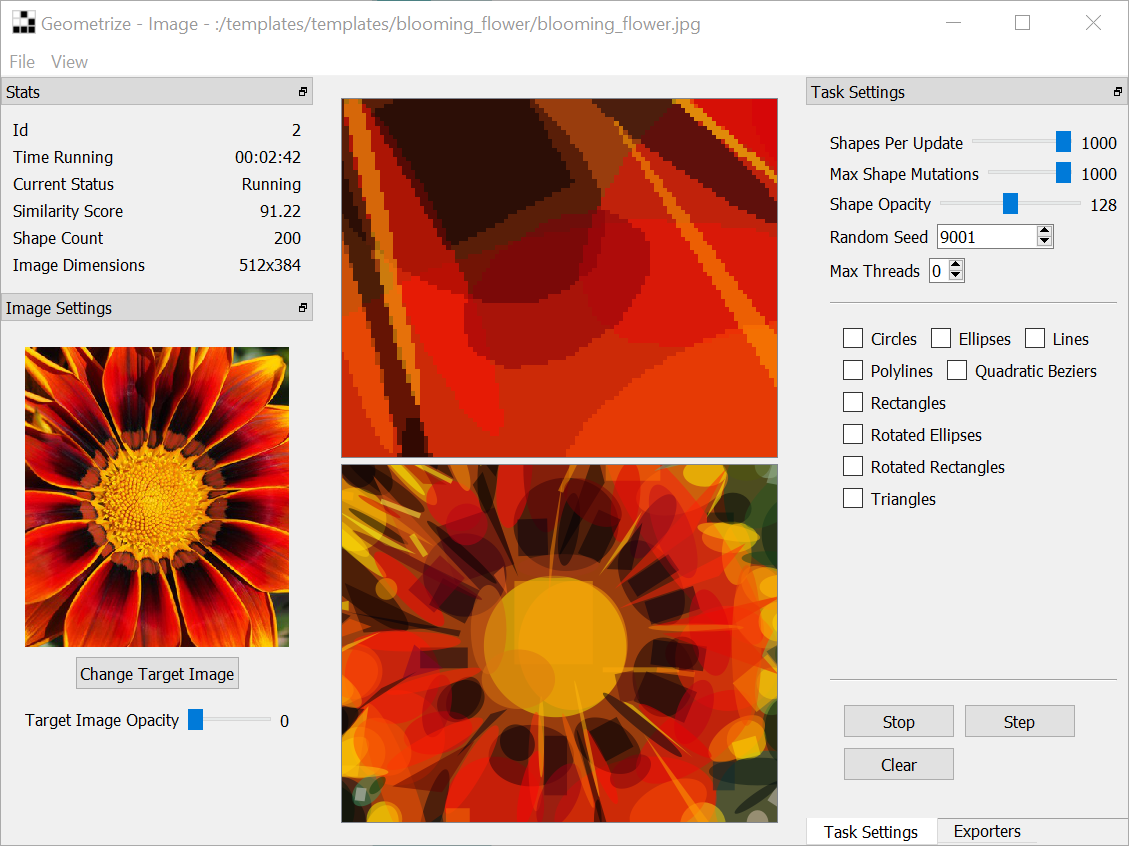 Geometrize - Image - :/templates/templates/blooming_flower/blooming_flower.jpg
File View
Stats
Id 2
Time Running 00:02:42
Current Status Running
Similarity Score 91.22
Shape Count 200
Image Dimensions 512x384
Image Settings
Change Target Image
Target Image Opacity 0
Task Settings
Shapes Per Update 1000
Max Shape Mutations 1000
Shape Opacity 128
Random Seed 9001
Max Threads 0
Circles Ellipses Lines
Polylines Quadratic Beziers
Rectangles
Rotated Ellipses
Rotated Rectangles
Triangles
Stop Step
Clear
Task Settings Exporters